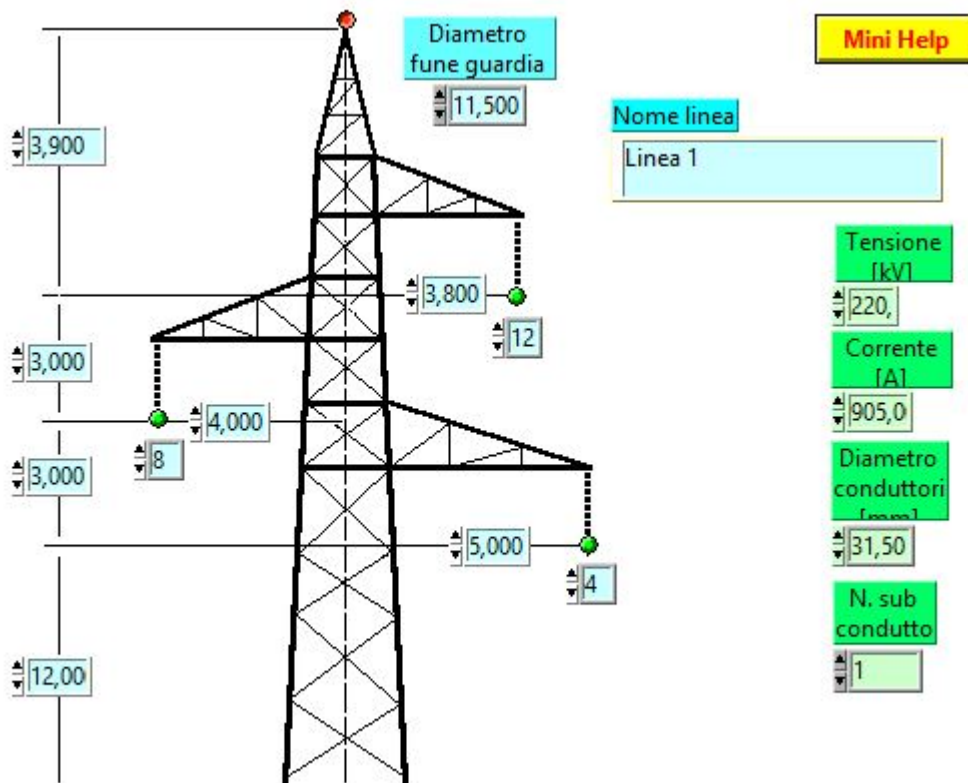 Diametro
fune guardia
11,500
Mini Help
Nome linea
Linea 1
3,900
Tensione
[kV]
220,
3,800
12
3,000
Corrente
[A]
905,0
4,000
8
3,000
Diametro
conduttori
[mm]
31,50
5,000
4
N. sub
condutto
1
12,00